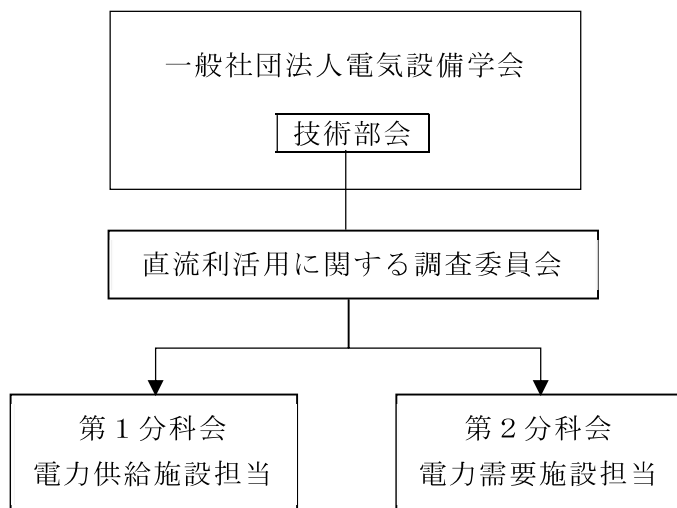 一般社団法人電気設備学会
技術部会
直流利活用に関する調査委員会
第１分科会
電力供給施設担当
第２分科会
電力需要施設担当